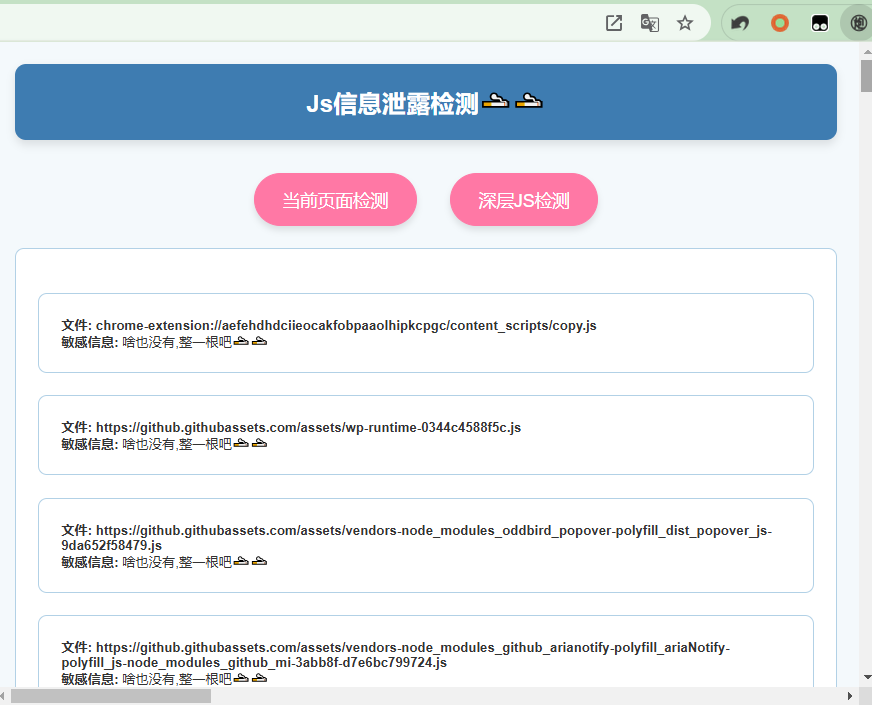 Js信息泄露检测🚬🚬
当前页面检测 深层JS检测
文件: chrome-extension://aefehdhdciieocakfobpaaolhipkcpgc/content_scripts/copy.js
敏感信息: 啥也没有,整一根吧🚬🚬
文件: https://github.githubassets.com/assets/wp-runtime-0344c4588f5c.js
敏感信息: 啥也没有,整一根吧🚬🚬
文件: https://github.githubassets.com/assets/vendors-node_modules_oddbird_popover-polyfill_dist_popover_js-
9da652f58479.js
敏感信息: 啥也没有,整一根吧🚬🚬
文件: https://github.githubassets.com/assets/vendors-node_modules_github_arianotify-polyfill_ariaNotify-
polyfill_js-node_modules_github_mi-3abb8f-d7e6bc799724.js
敏感信息: 啥也没有,整一根吧🚬🚬